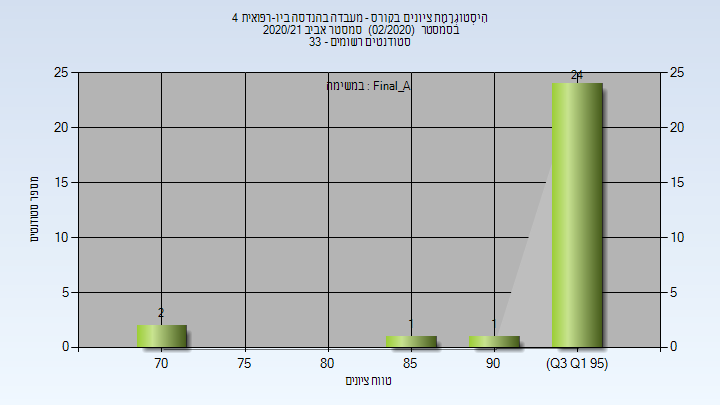 היסטוגרמת ציונים בקורס - מעבדה בהנדסה ביו-רפואית 4
בסמסטר (02/2020) סמסטר אביב 2020/21
סטודנטים רשומים - 33
במשימה : Final_A
מספר סטודנטים
25 25
20 20
15 15
10 10
5 5
0 0
2 1 1 24
70 75 80 85 90 (Q3 Q1 95)
טווח ציונים